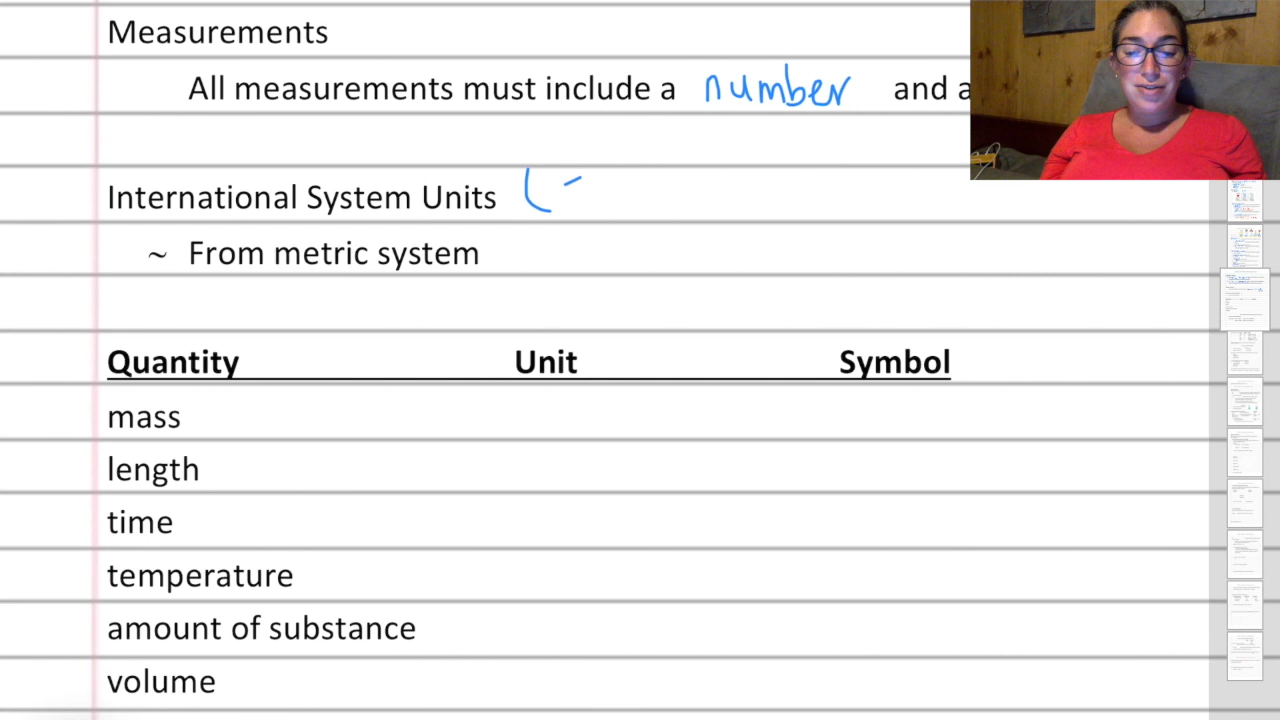 Measurements
All measurements must include a number and a
International System Units (
~ From metric system
Quantity Unit Symbol
mass
length
time
temperature
amount of substance
volume